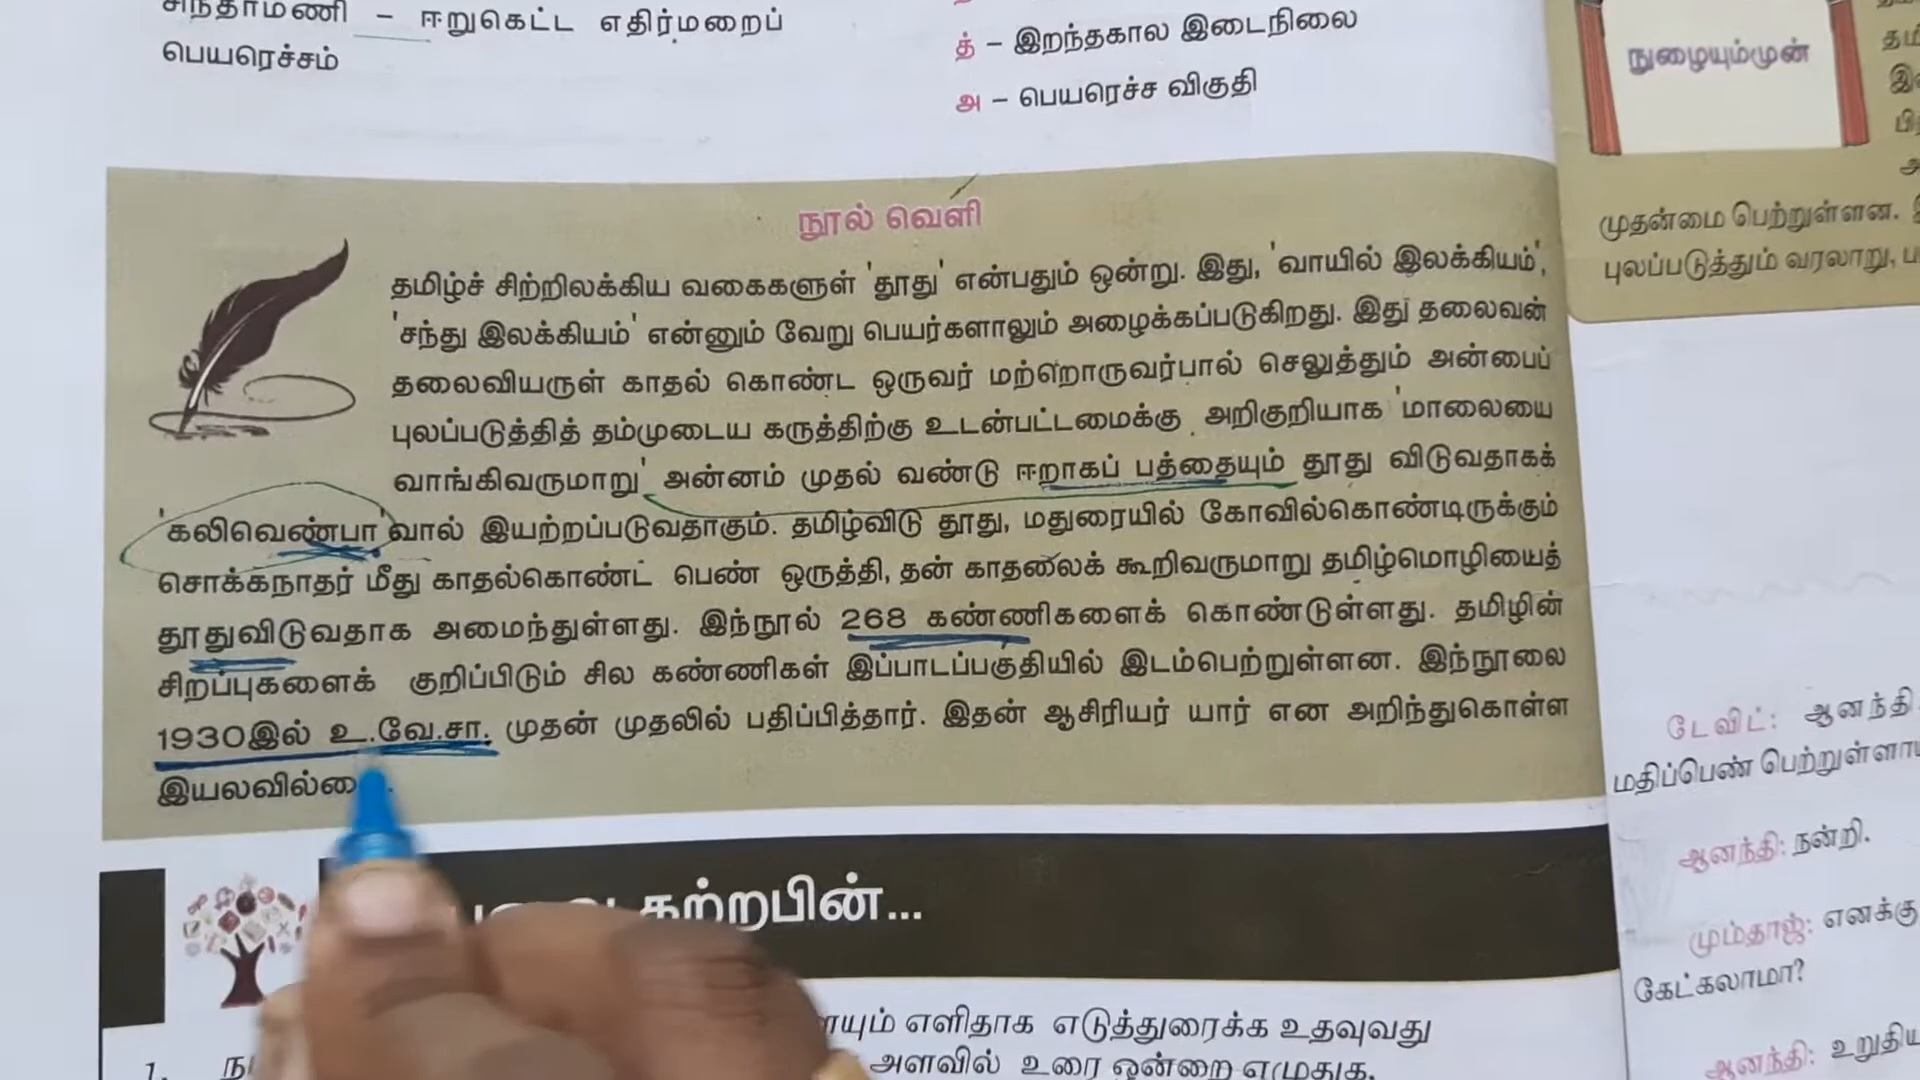 சிந்தாமணி – ஈறுகெட்ட எதிர்மறைப்
பெயரெச்சம்
த் – இறந்தகால இடைநிலை
அ – பெயரெச்ச விகுதி
நூல் வெளி
தமிழ்ச் சிற்றிலக்கிய வகைகளுள் 'தூது' என்பதும் ஒன்று. இது, 'வாயில் இலக்கியம்',
'சந்து இலக்கியம்' என்னும் வேறு பெயர்களாலும் அழைக்கப்படுகிறது. இது தலைவன்
தலைவியருள் காதல் கொண்ட ஒருவர் மற்றொருவர்பால் செலுத்தும் அன்பைப்
புலப்படுத்தித் தம்முடைய கருத்திற்கு உடன்பட்டமைக்கு அறிகுறியாக 'மாலையை
வாங்கிவருமாறு' அன்னம் முதல் வண்டு ஈறாகப் பத்தையும் தூது விடுவதாகக்
'கலிவெண்பா'வால் இயற்றப்படுவதாகும். தமிழ்விடு தூது, மதுரையில் கோவில்கொண்டிருக்கும்
சொக்கநாதர் மீது காதல்கொண்ட பெண் ஒருத்தி, தன் காதலைக் கூறிவருமாறு தமிழ்மொழியைத்
தூதுவிடுவதாக அமைந்துள்ளது. இந்நூல் 268 கண்ணிகளைக் கொண்டுள்ளது. தமிழின்
சிறப்புகளைக் குறிப்பிடும் சில கண்ணிகள் இப்பாடப்பகுதியில் இடம்பெற்றுள்ளன. இந்நூலை
1930இல் உ.வே.சா. முதன் முதலில் பதிப்பித்தார். இதன் ஆசிரியர் யார் என அறிந்துகொள்ள
இயலவில்லை.
கற்றபின்...
எளிதாக எடுத்துரைக்க உதவுவது
1.
அளவில் உரை ஒன்றை எழுதுக.
நுழையும்முன்
முதன்மை பெற்றுள்ளன.
புலப்படுத்தும் வரலாறு,
டேவிட்: ஆனந்தி
மதிப்பெண் பெற்றுள்ளாய்
ஆனந்தி: நன்றி.
மும்தாஜ்: எனக்கு
கேட்கலாமா?
ஆனந்தி: